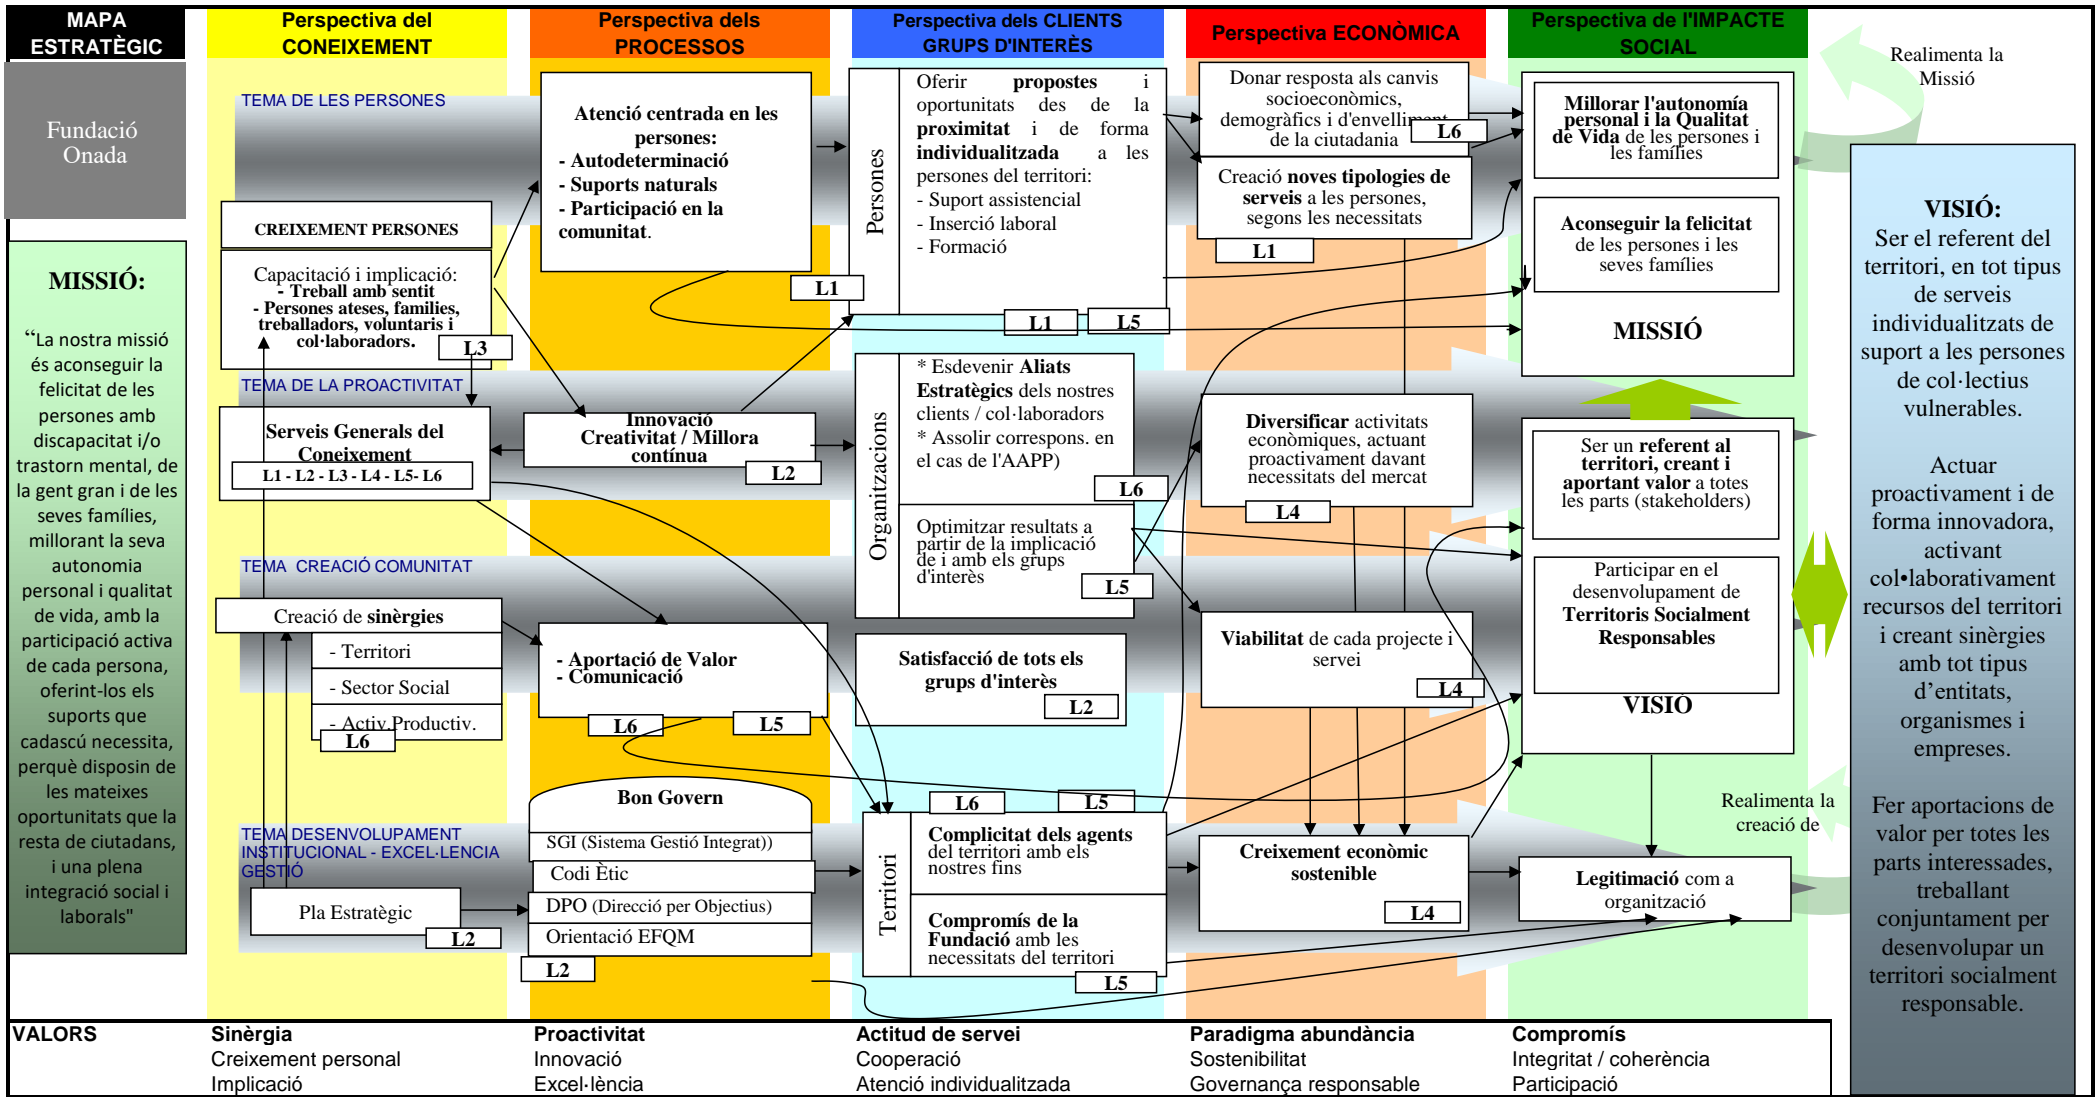 MAPA
ESTRATÈGIC
Fundació
Onada
MISSIÓ:
“La nostra missió
és aconseguir la
felicitat de les
persones amb
discapacitat i/o
trastorn mental, de
la gent gran i de les
seves famílies,
millorant la seva
autonomia
personal i qualitat
de vida, amb la
participació activa
de cada persona,
oferint-los els
suports que
cadascú necessita,
perquè disposin de
les mateixes
oportunitats que la
resta de ciutadans,
i una plena
integració social i
laborals"
Perspectiva del
CONEIXEMENT
TEMA DE LES PERSONES
CREIXEMENT PERSONES
Capacitació i implicació:
- Treball amb sentit
- Persones ateses, families,
treballadors, voluntaris i
col·laboradors.
L3
TEMA DE LA PROACTIVITAT
Serveis Generals del
Coneixement
L1 - L2 - L3 - L4 - L5- L6
TEMA  CREACIÓ COMUNITAT
Creació de sinèrgies
- Territori
- Sector Social
- Activ.Productiv.
L6
TEMA DESENVOLUPAMENT
INSTITUCIONAL - EXCEL·LENCIA
GESTIÓ
Pla Estratègic
L2
Perspectiva dels
PROCESSOS
Atenció centrada en les
persones:
- Autodeterminació
- Suports naturals
- Participació en la
comunitat.
L1
Innovació
Creativitat / Millora
contínua
L2
- Aportació de Valor
- Comunicació
L6
L5
Bon Govern
SGI (Sistema Gestió Integrat))
Codi Ètic
DPO (Direcció per Objectius)
Orientació EFQM
L2
Perspectiva dels CLIENTS
GRUPS D'INTERÈS
Persones
Oferir propostes i
oportunitats des de la
proximitat i de forma
individualitzada a les
persones del territori:
- Suport assistencial
- Inserció laboral
- Formació
L1
L5
Organitzacions
* Esdevenir Aliats
Estratègics dels nostres
clients / col·laboradors
* Assolir correspons. en
el cas de l'AAPP)
L6
Optimitzar resultats a
partir de la implicació
de i amb els grups
d'interès
L5
Satisfacció de tots els
grups d'interès
L2
Territori
L6
L5
Complicitat dels agents
del territori amb els
nostres fins
Compromís de la
Fundació amb les
necessitats del territori
L5
Perspectiva ECONÒMICA
Donar resposta als canvis
socioeconòmics,
demogràfics i d'envelliment
de la ciutadania
L6
Creació noves tipologies de
serveis a les persones,
segons les necessitats
L1
Diversificar activitats
econòmiques, actuant
proactivament davant
necessitats del mercat
L4
Viabilitat de cada projecte i
servei
L4
Creixement econòmic
sostenible
L4
Perspectiva de l'IMPACTE
SOCIAL
Millorar l'autonomía
personal i la Qualitat
de Vida de les persones i
les famílies
Aconseguir la felicitat
de les persones i les
seves famílies
MISSIÓ
Ser un referent al
territori, creant i
aportant valor a totes
les parts (stakeholders)
Participar en el
desenvolupament de
Territoris Socialment
Responsables
VISIÓ
Legitimació com a
organització
Realimenta la
Missió
VISIÓ:
Ser el referent del
territori, en tot tipus
de serveis
individualitzats de
suport a les persones
de col·lectius
vulnerables.
Actuar
proactivament i de
forma innovadora,
activant
col•laborativament
recursos del territori
i creant sinèrgies
amb tot tipus
d’entitats,
organismes i
empreses.
Fer aportacions de
valor per totes les
parts interessades,
treballant
conjuntament per
desenvolupar un
territori socialment
responsable.
Realimenta la
creació de
VALORS
Sinèrgia
Creixement personal
Implicació
Proactivitat
Innovació
Excel·lència
Actitud de servei
Cooperació
Atenció individualitzada
Paradigma abundància
Sostenibilitat
Governança responsable
Compromís
Integritat / coherència
Participació